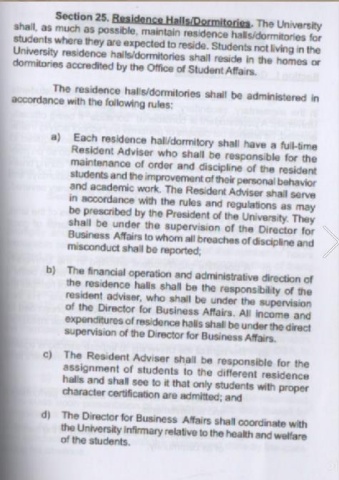 Section 25. Residence Halls/Dormitories. The University
shall, as much as possible, maintain residence halls/dormitories for
students where they are expected to reside. Students not living in the
University residence halls/dormitories shall reside in the homes or
dormitories accredited by the Office of Student Affairs.
The residence halls/dormitories shall be administered in
accordance with the following rules:
a) Each residence hall/dormitory shall have a full-time
Resident Adviser who shall be responsible for the
maintenance of order and discipline of the resident
students and the improvement of their personal behavior
and academic work. The Resident Adviser shall serve
in accordance with the rules and regulations as may
be prescribed by the President of the University. They
shall be under the supervision of the Director for
Business Affairs to whom all breaches of discipline and
misconduct shall be reported;
b) The financial operation and administrative direction of
the residence halls shall be the responsibility of the
resident adviser, who shall be under the supervision
of the Director for Business Affairs. All income and
expenditures of residence halls shall be under the direct
supervision of the Director for Business Affairs.
c) The Resident Adviser shall be responsible for the
assignment of students to the different residence
halls and shall see to it that only students with proper
character certification are admitted; and
d) The Director for Business Affairs shall coordinate with
the University Infirmary relative to the health and welfare
of the students.